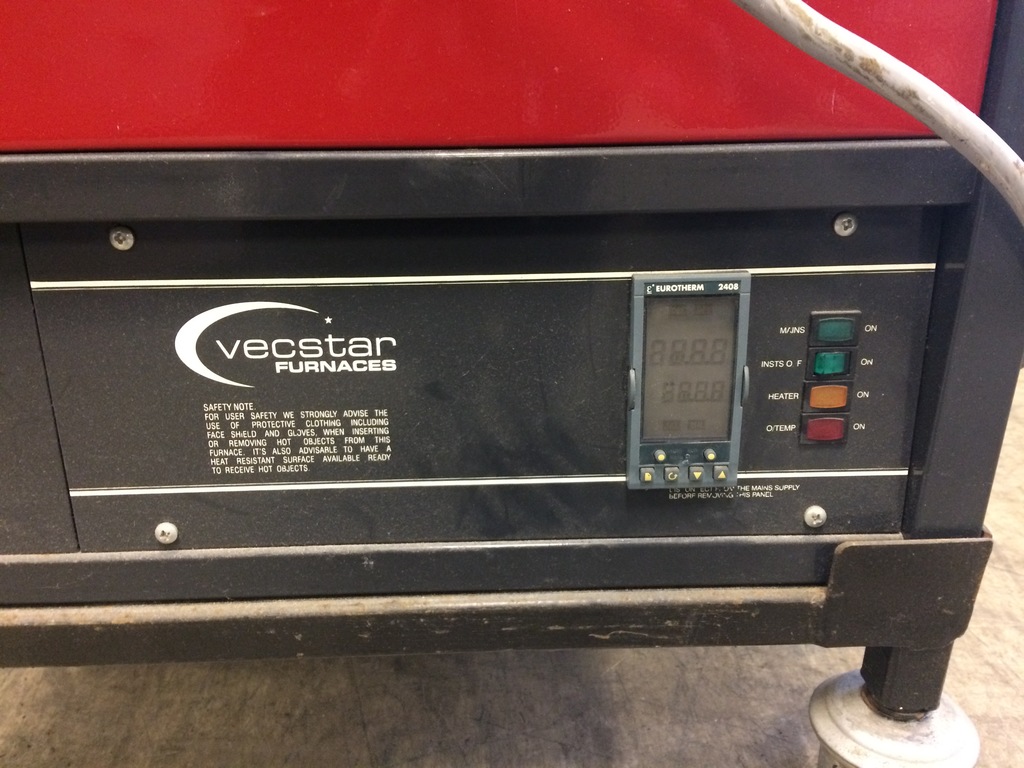 vecstar
FURNACES
SAFETY NOTE.
FOR USER SAFETY WE STRONGLY ADVISE THE
USE OF PROTECTIVE CLOTHING INCLUDING
FACE SHIELD AND GLOVES, WHEN INSERTING
OR REMOVING HOT OBJECTS FROM THIS
FURNACE. IT'S ALSO ADVISABLE TO HAVE A
HEAT RESISTANT SURFACE AVAILABLE READY
TO RECEIVE HOT OBJECTS
EUROTHERM 2408
MAINS ON
INSTS O F ON
HEATER ON
O/TEMP ON
THE MAINS SUPPLY
BEFORE REMOVING THIS PANEL